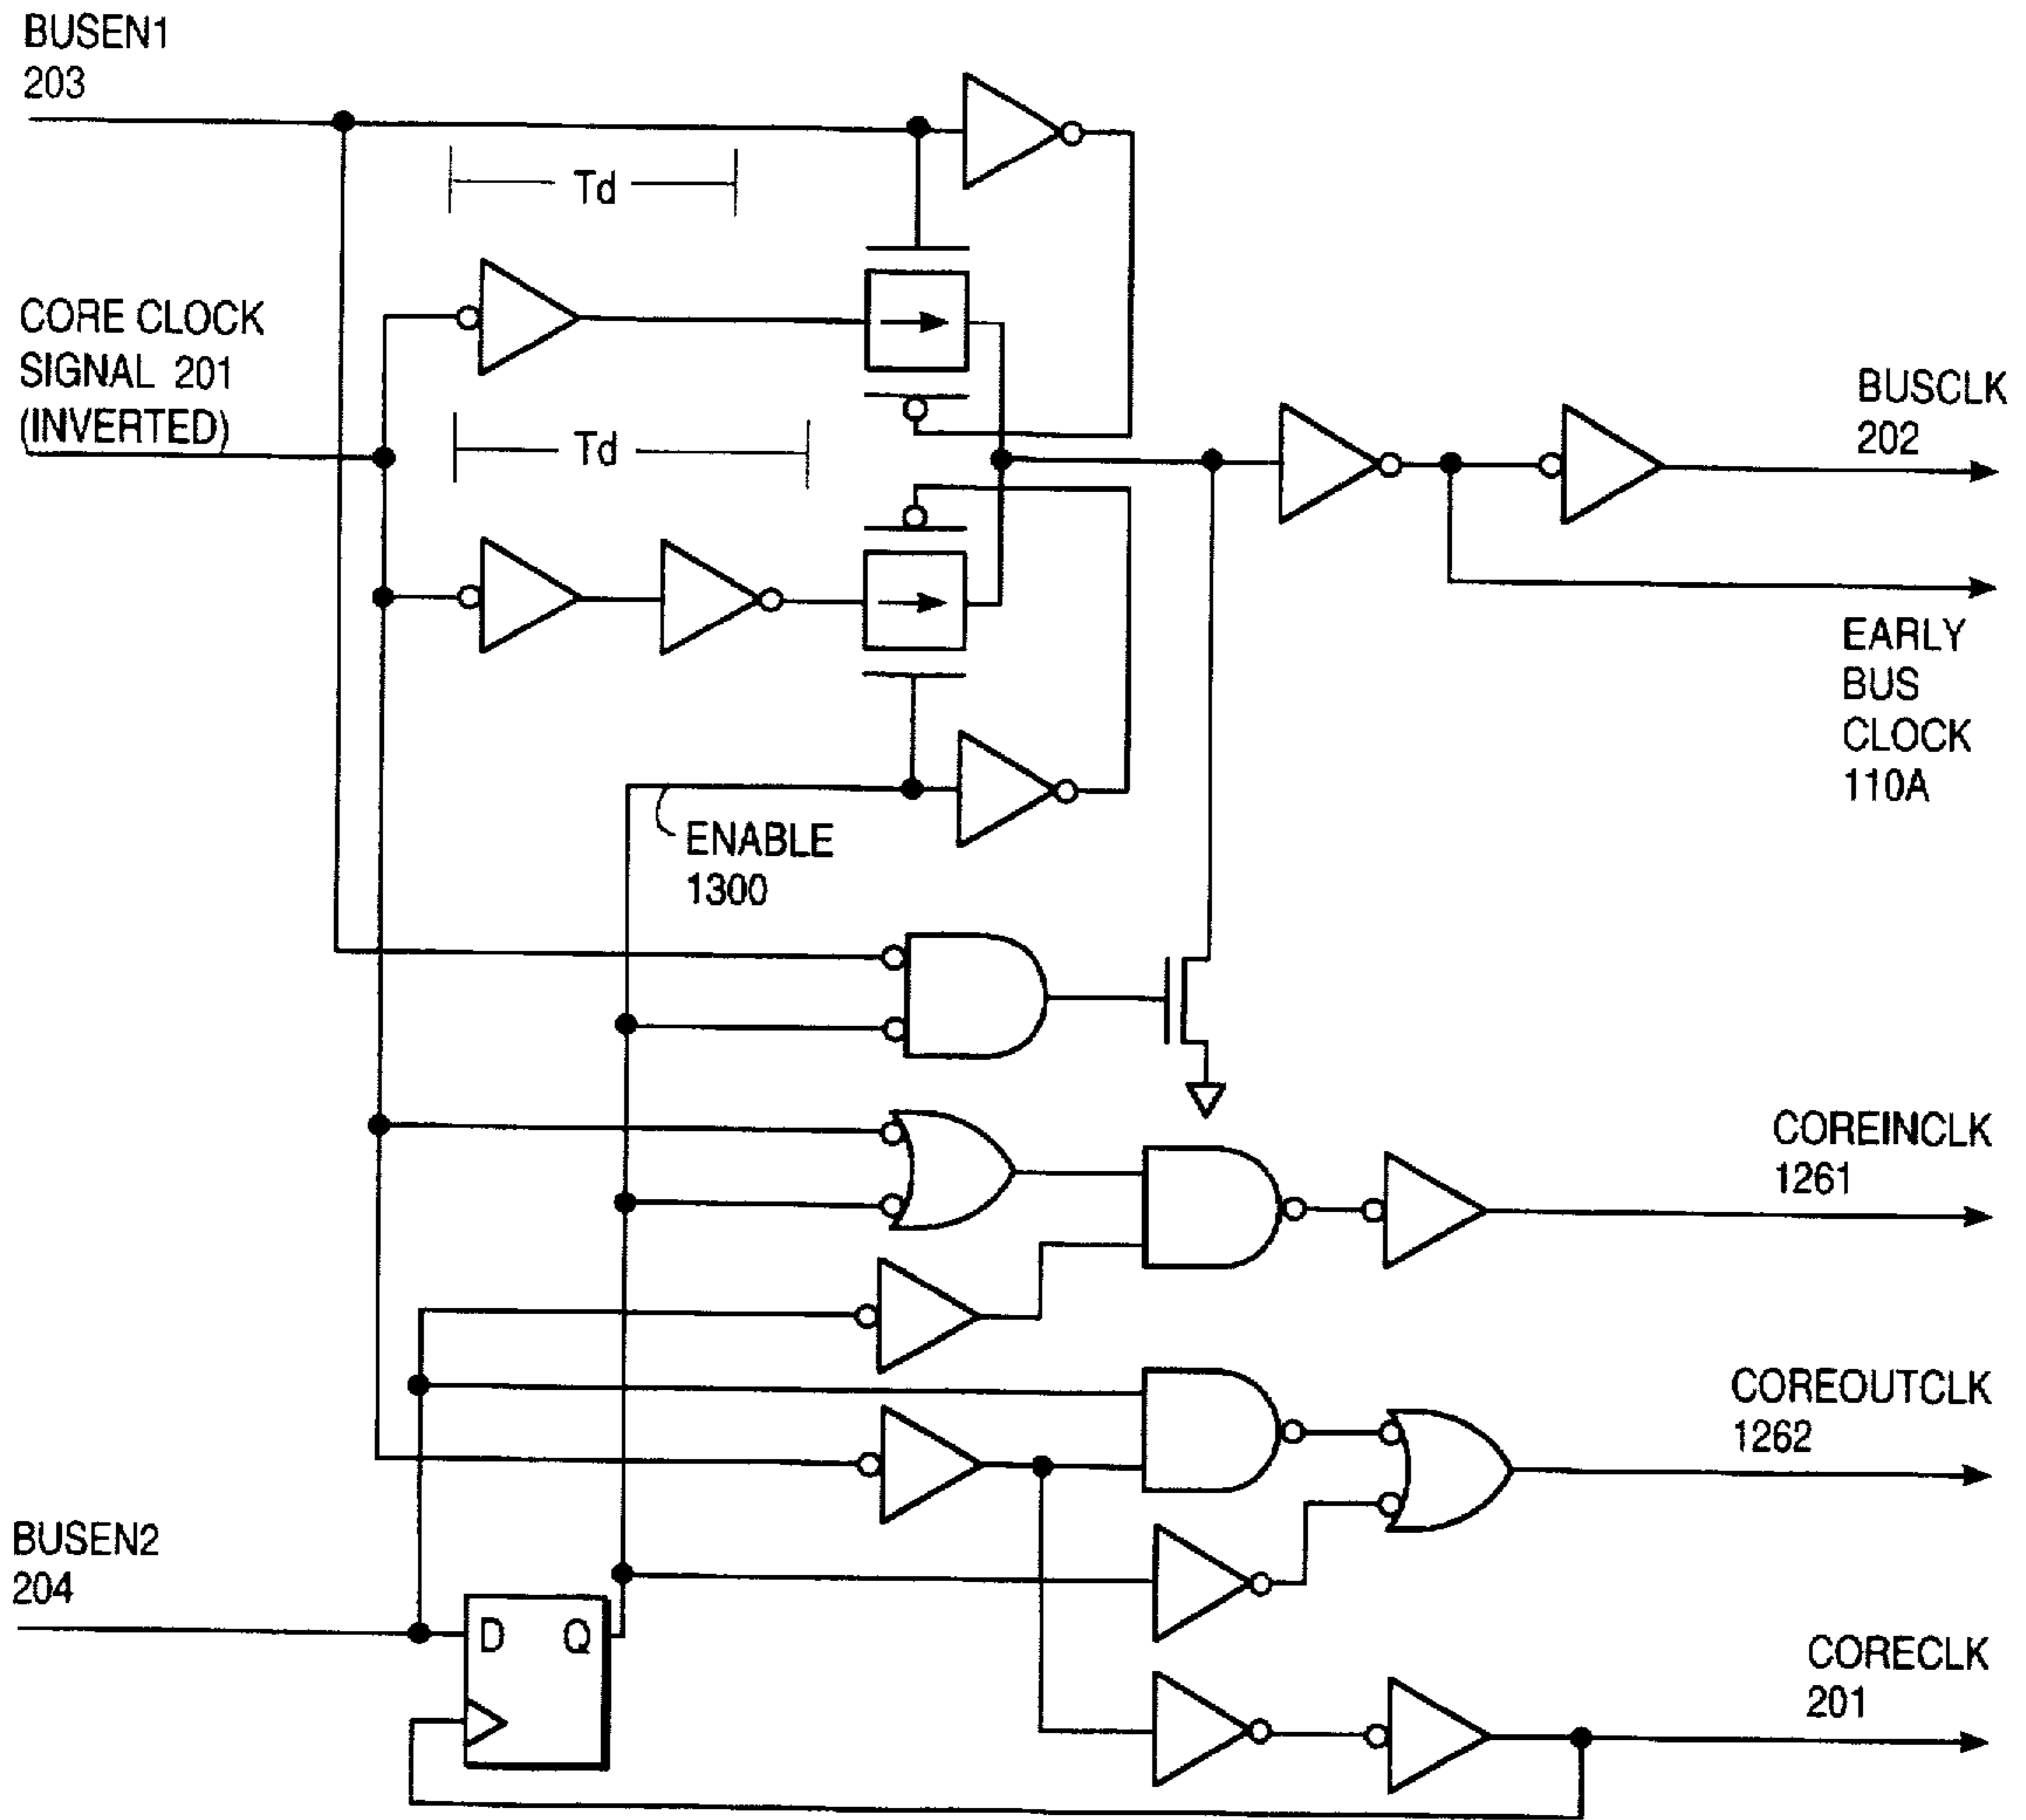 BUSEN1
203
Td
CORE CLOCK
SIGNAL 201
(INVERTED)
Td
BUSCLK
202
EARLY
BUS
CLOCK
110A
ENABLE
1300
COREINCLK
1261
COREOUTCLK
1262
BUSEN2
204
D Q
CORECLK
201